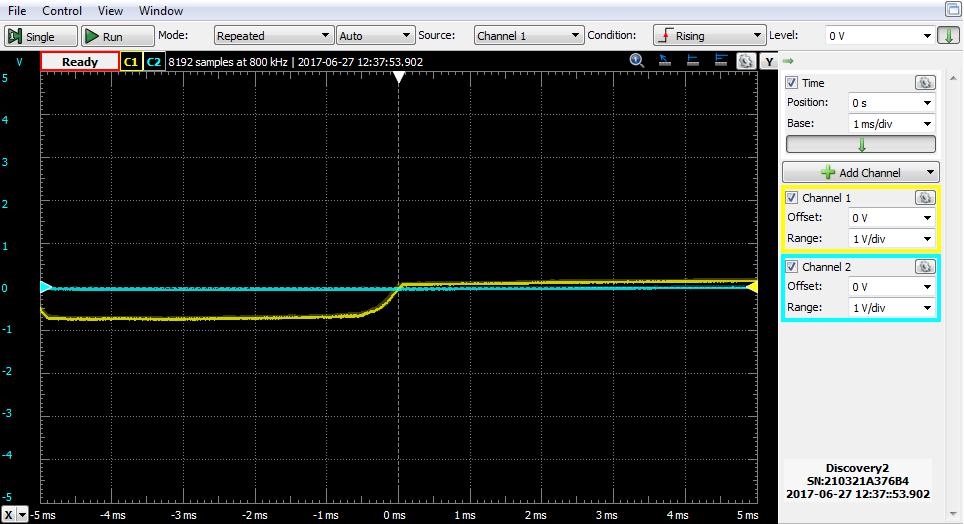 File Control View Window
Single Run Mode: Repeated Auto Source: Channel 1 Condition: Rising Level: 0 V
V Ready C1 C2 8192 samples at 800 kHz | 2017-06-27 12:37:53.902 Y
5
4
3
2
1
0
-1
-2
-3
-4
-5
X -5 ms -4 ms -3 ms -2 ms -1 ms 0 ms 1 ms 2 ms 3 ms 4 ms 5 ms
Time
Position: 0 s
Base: 1 ms/div
Add Channel
Channel 1
Offset: 0 V
Range: 1 V/div
Channel 2
Offset: 0 V
Range: 1 V/div
Discovery2
SN:210321A376B4
2017-06-27 12:37::53.902